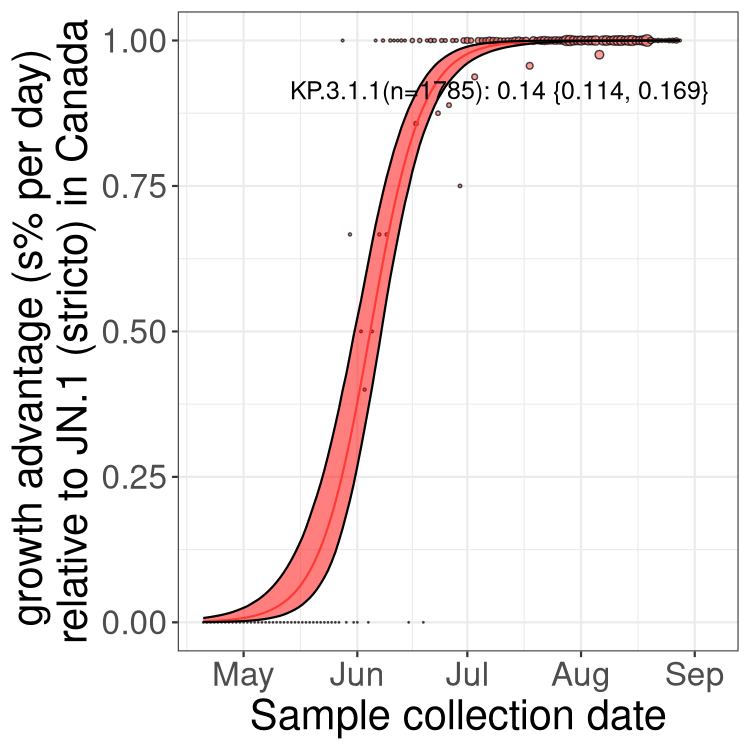 growth advantage (s% per day)
relative to JN.1 (stricto) in Canada
1.00
0.75
0.50
0.25
0.00
KP.3.1.1(n=1785): 0.14 {0.114, 0.169}
May Jun Jul Aug Sep
Sample collection date